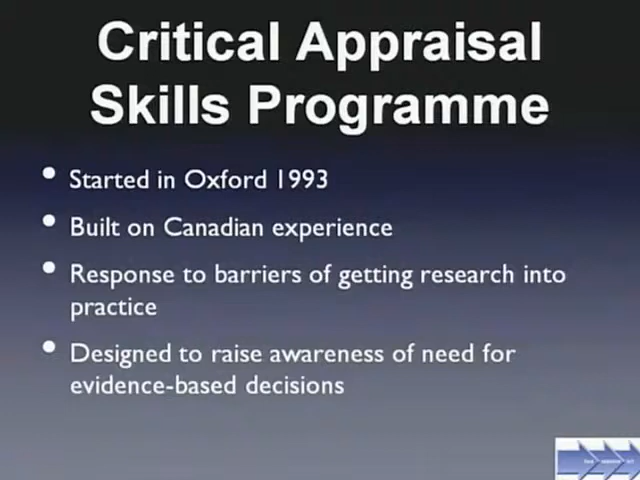 Critical Appraisal
Skills Programme
• Started in Oxford 1993
• Built on Canadian experience
• Response to barriers of getting research into
practice
• Designed to raise awareness of need for
evidence-based decisions